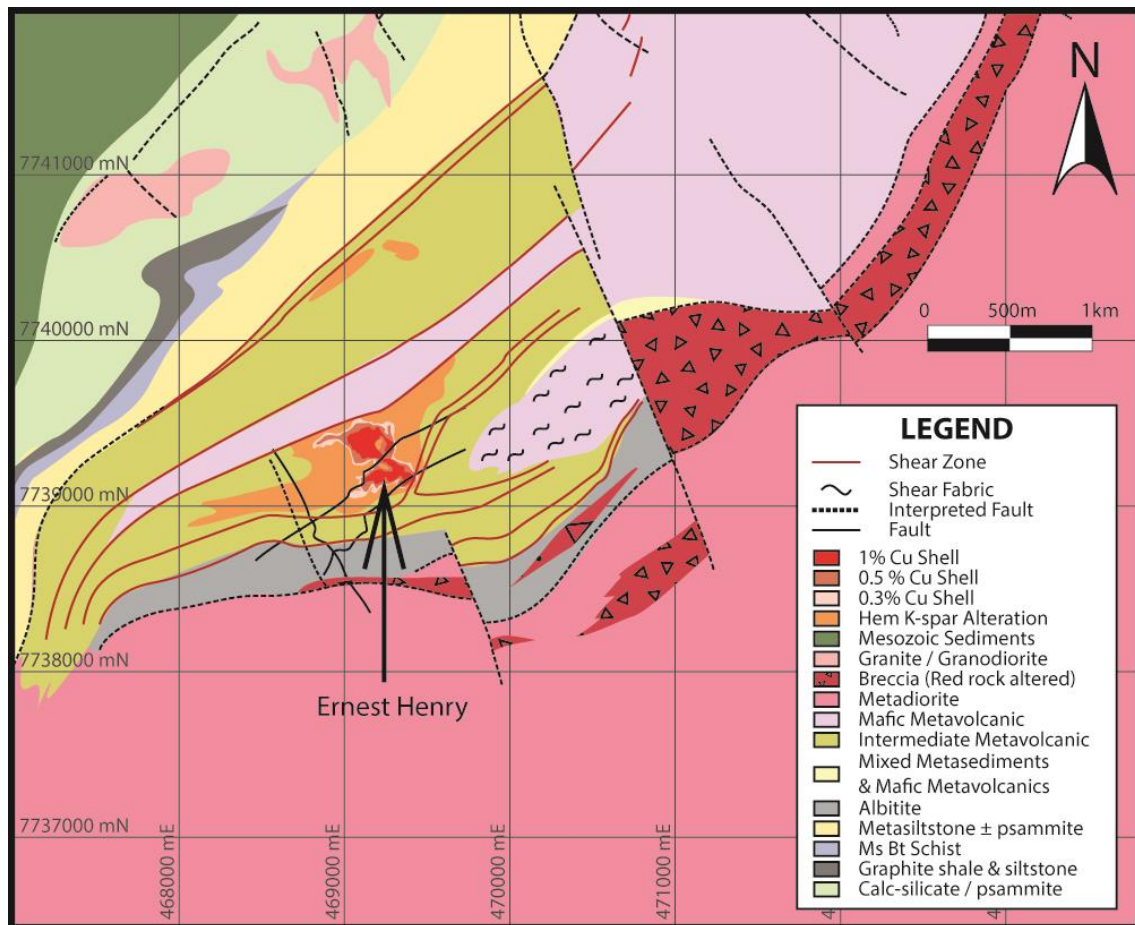 N
7741000 mN
7740000 mN
0 500m 1km
7739000 mN
7738000 mN
7737000 mN
Ernest Henry
468000 mE
469000 mE
470000 mE
471000 mE
4
4
LEGEND
Shear Zone
Shear Fabric
Interpreted Fault
Fault
1% Cu Shell
0.5 % Cu Shell
0.3% Cu Shell
Hem K-spar Alteration
Mesozoic Sediments
Granite / Granodiorite
Breccia (Red rock altered)
Metadiorite
Mafic Metavolcanic
Intermediate Metavolcanic
Mixed Metasediments
& Mafic Metavolcanics
Albitite
Metasiltstone ± psammite
Ms Bt Schist
Graphite shale & siltstone
Calc-silicate / psammite